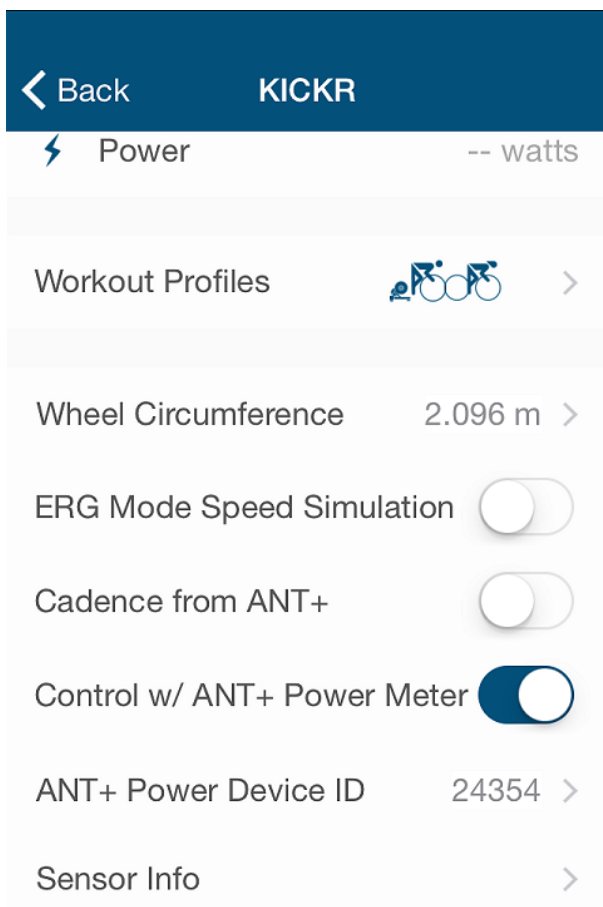 Back KICKR
Power -- watts
Workout Profiles
Wheel Circumference 2.096 m
ERG Mode Speed Simulation
Cadence from ANT+
Control w/ ANT+ Power Meter
ANT+ Power Device ID 24354
Sensor Info